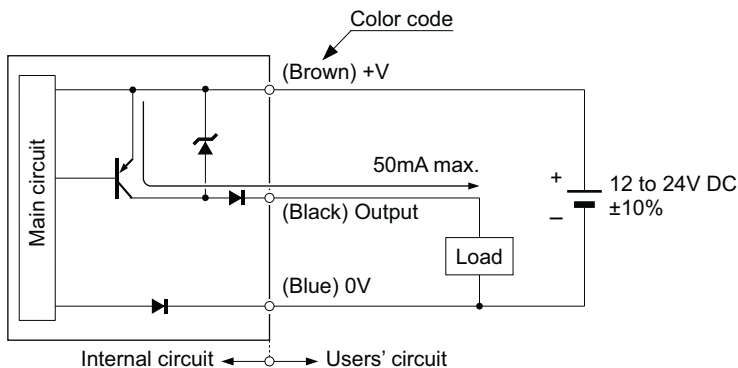 Color code
(Brown) +V
Main circuit
50mA max.
(Black) Output
+
−
12 to 24V DC
±10%
Load
(Blue) 0V
Internal circuit
Users' circuit